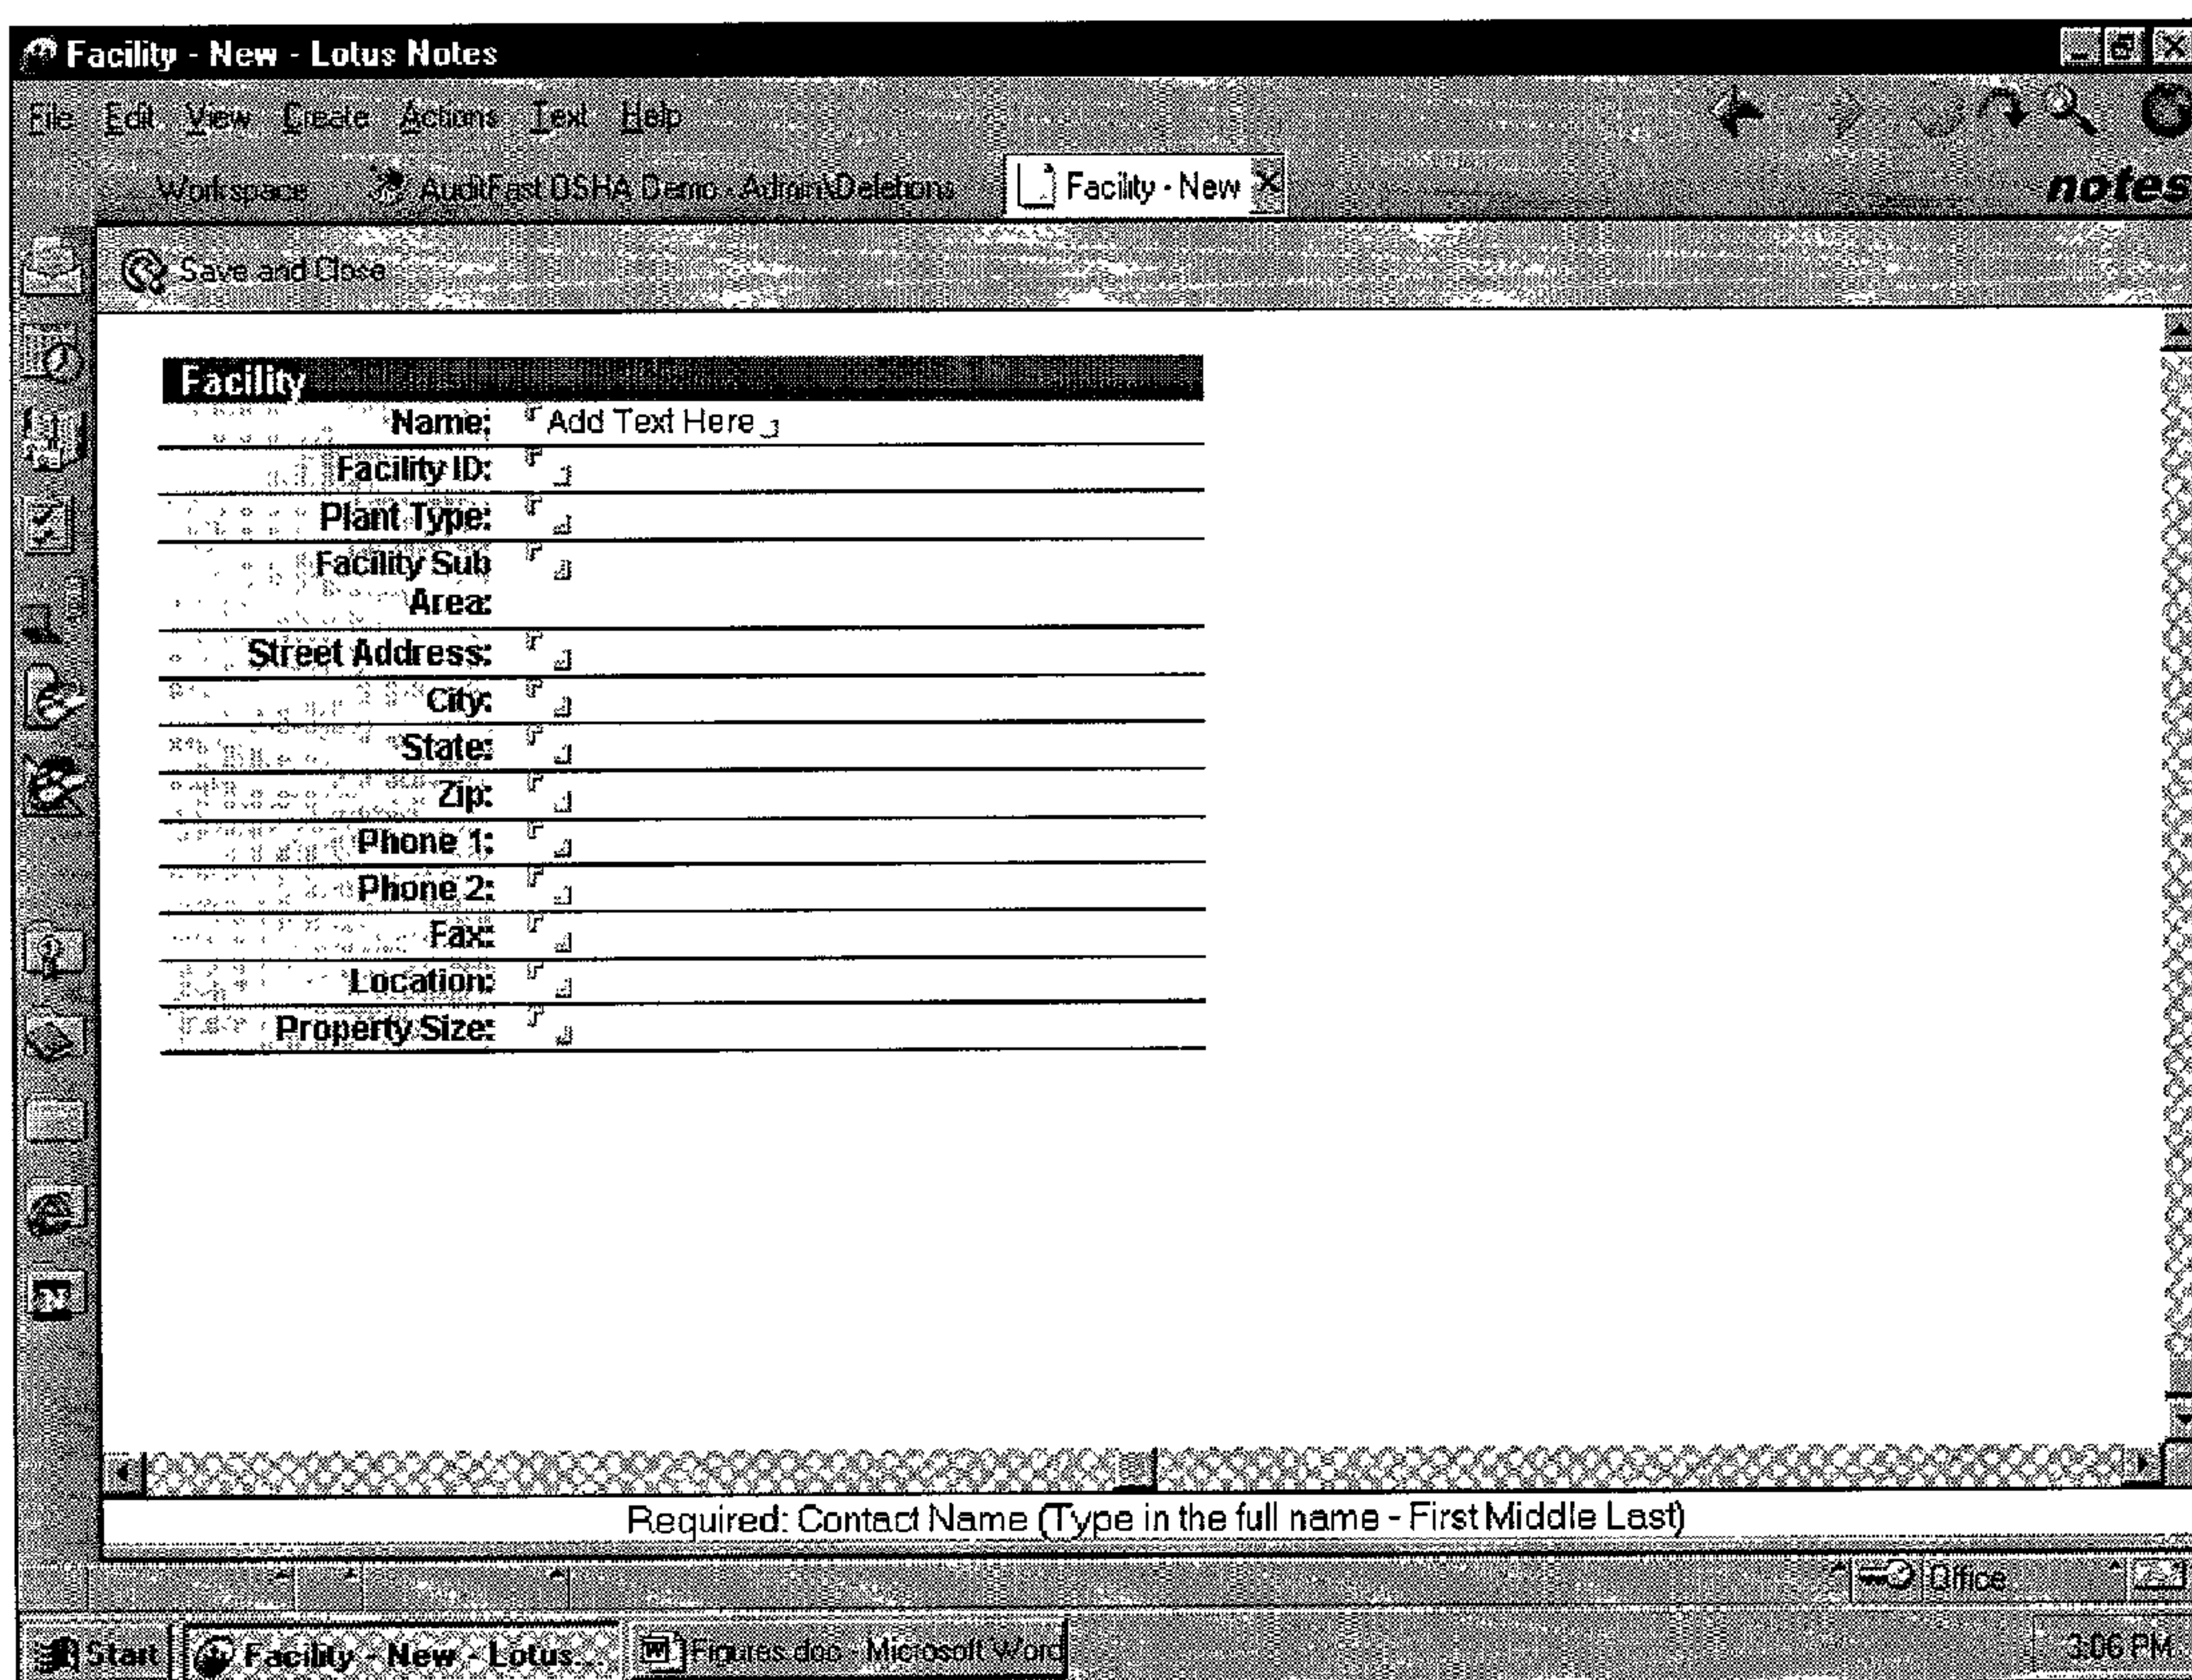 Facility - New - Lotus Notes
File Edit View Create Actions Text Help
Workspace AuditFast OSHA Demo - Admin\Deletions Facility - New notes
Save and Close
Facility
Name: Add Text Here
Facility ID:
Plant Type:
Facility Sub
Area:
Street Address:
City:
State:
Zip:
Phone 1:
Phone 2:
Fax:
Location:
Property Size:
Required: Contact Name (Type in the full name - First Middle Last)
Office
Start Facility - New - Lotus... Figures.doc - Microsoft Word 3:06 PM